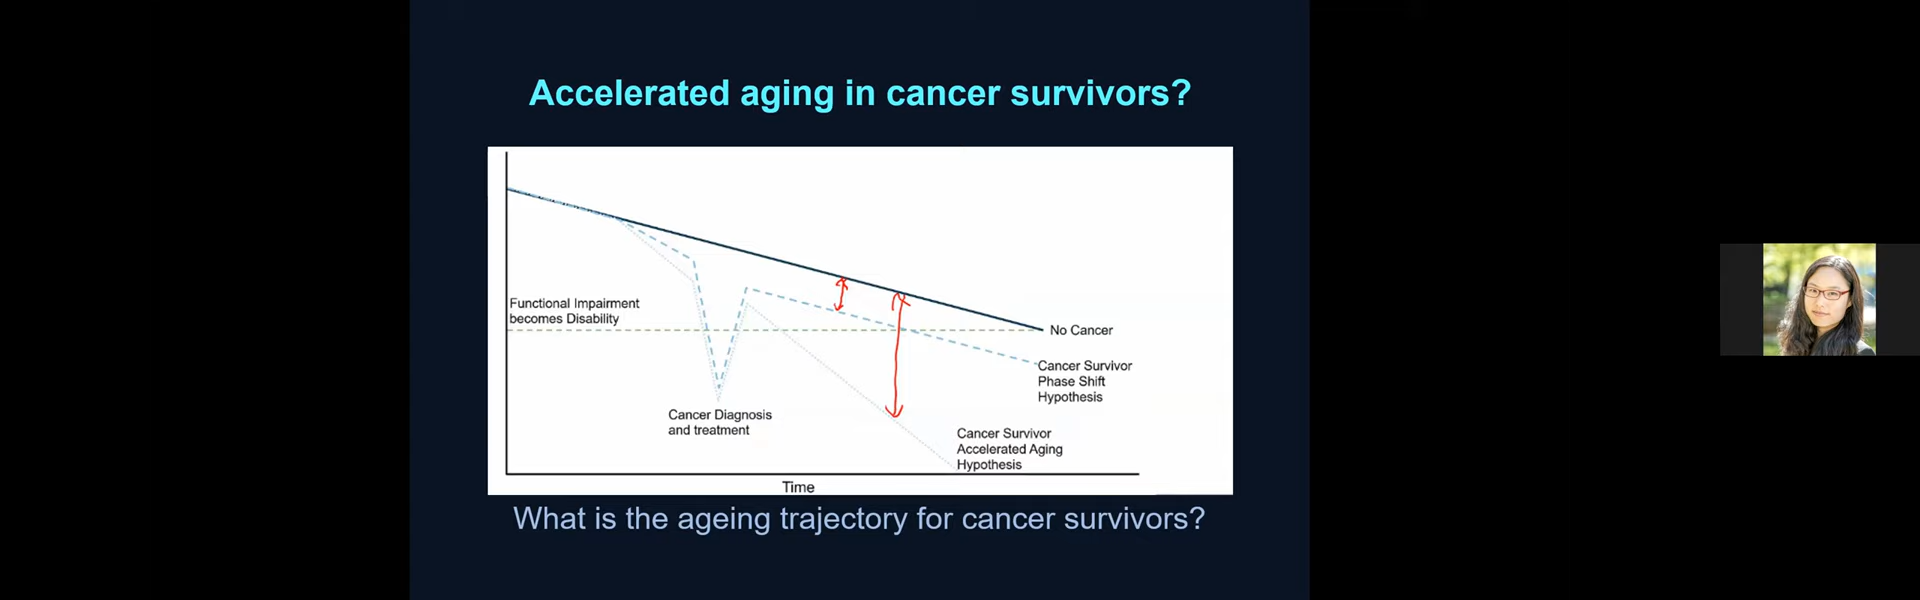 Accelerated aging in cancer survivors?
Functional Impairment
becomes Disability
No Cancer
Cancer Survivor
Phase Shift
Hypothesis
Cancer Diagnosis
and treatment
Cancer Survivor
Accelerated Aging
Hypothesis
Time
What is the ageing trajectory for cancer survivors?